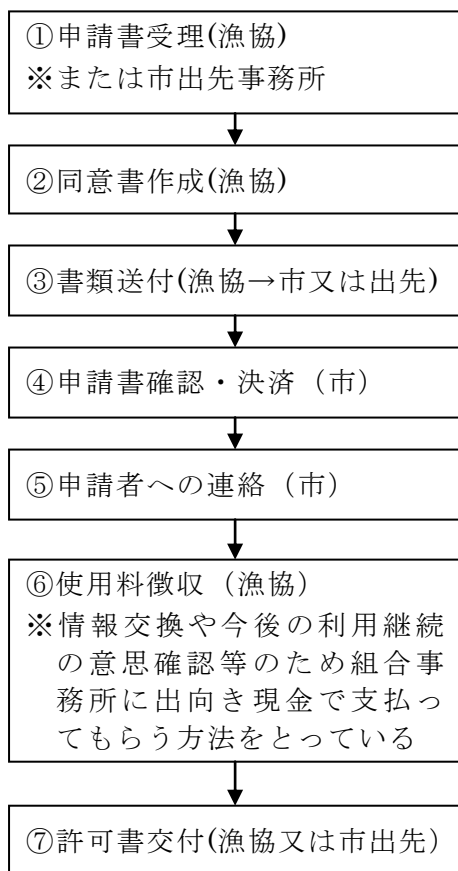 ①申請書受理(漁協)
※または市出先事務所
②同意書作成(漁協)
③書類送付(漁協→市又は出先)
④申請書確認・決済（市）
⑤申請者への連絡（市）
⑥使用料徴収（漁協）
※情報交換や今後の利用継続
の意思確認等のため組合事
務所に出向き現金で支払っ
てもらう方法をとっている
⑦許可書交付(漁協又は市出先）